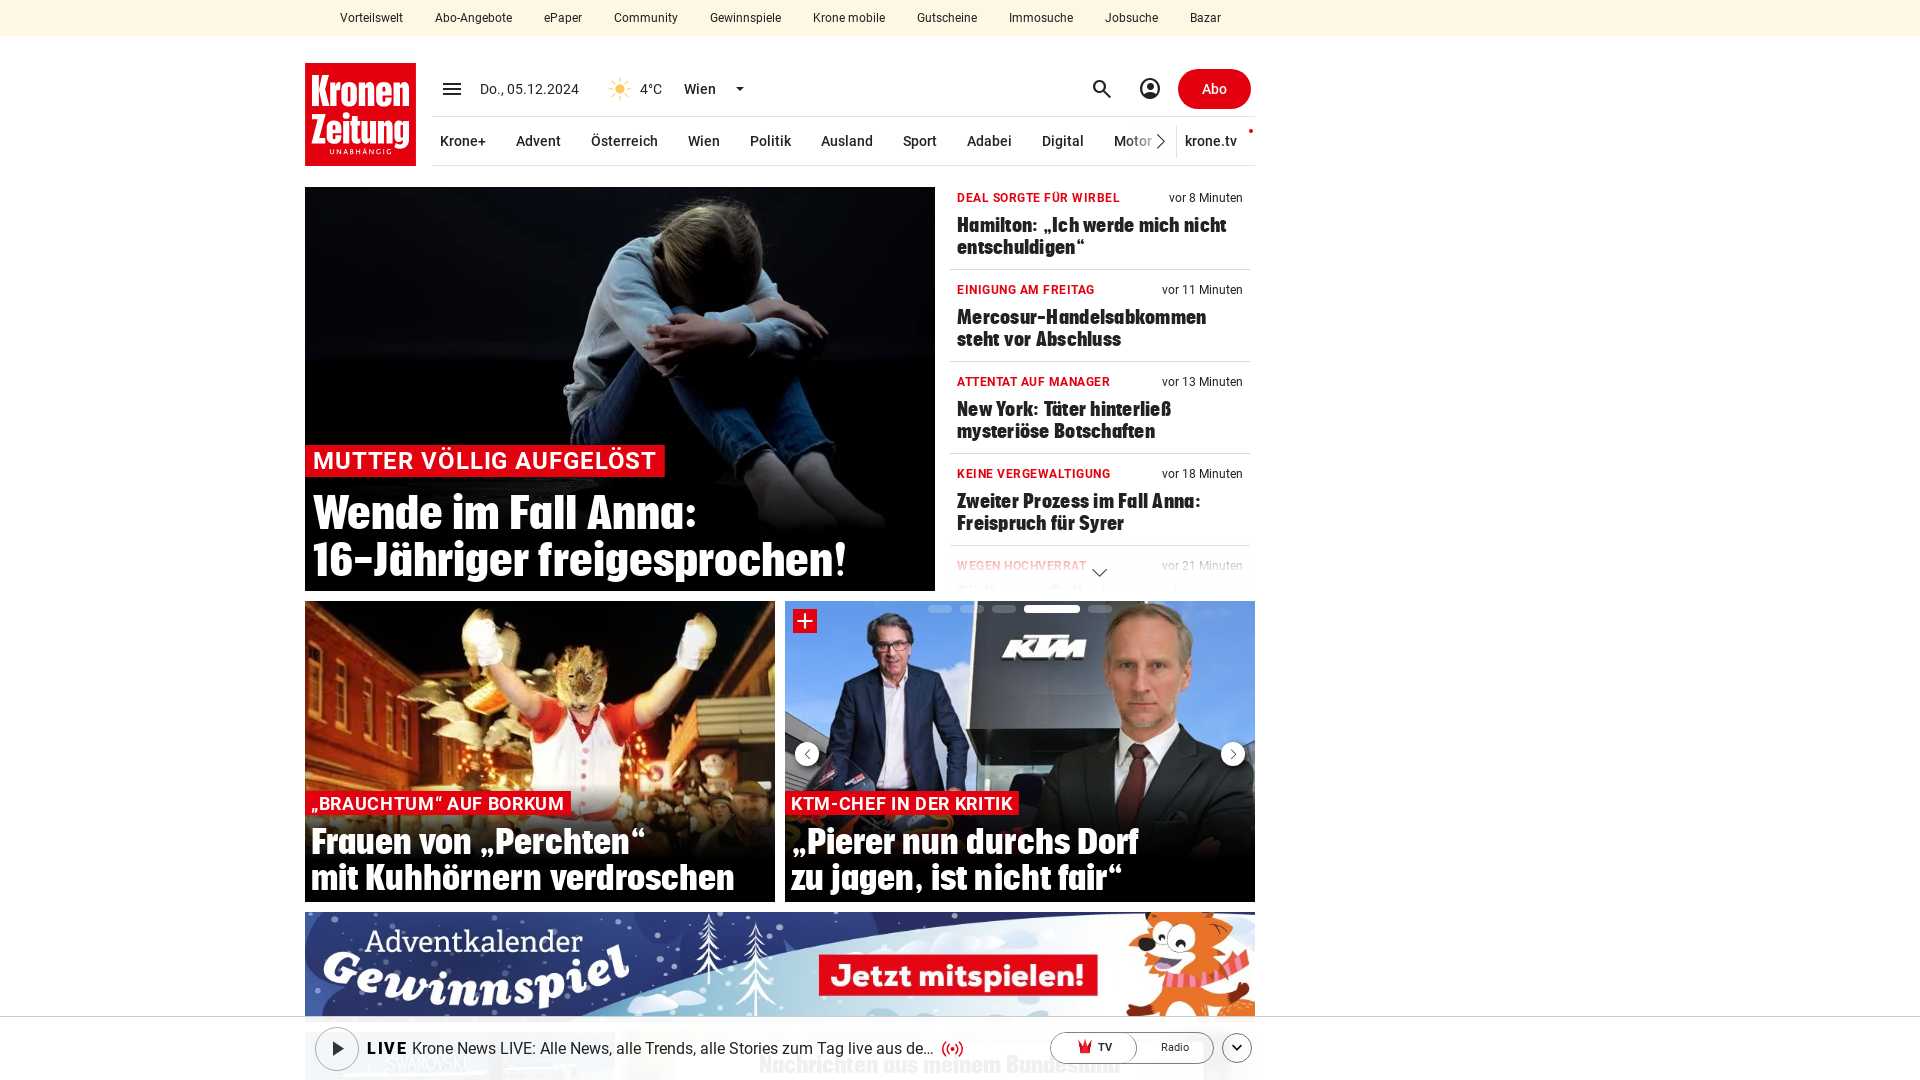 Vorteilswelt
Abo-Angebote
ePaper
Community
Gewinnspiele
Krone mobile
Gutscheine
Immosuche
Jobsuche
Bazar
Kronen
Zeitung
UNABHÄNGIG
Do., 05.12.2024
4°C
Wien
Abo
Krone+
Advent
Österreich
Wien
Politik
Ausland
Sport
Adabei
Digital
Motor
krone.tv
MUTTER VÖLLIG AUFGELÖST
Wende im Fall Anna:
16-Jähriger freigesprochen!
DEAL SORGTE FÜR WIRBEL
vor 8 Minuten
Hamilton: „Ich werde mich nicht
entschuldigen“
EINIGUNG AM FREITAG
vor 11 Minuten
Mercosur-Handelsabkommen
steht vor Abschluss
ATTENTAT AUF MANAGER
vor 13 Minuten
New York: Täter hinterließ
mysteriöse Botschaften
KEINE VERGEWALTIGUNG
vor 18 Minuten
Zweiter Prozess im Fall Anna:
Freispruch für Syrer
WEGEN HOCHVERRAT
vor 21 Minuten
„BRAUCHTUM“ AUF BORKUM
Frauen von „Perchten“
mit Kuhhörnern verdroschen
KTM
KTM-CHEF IN DER KRITIK
„Pierer nun durchs Dorf
zu jagen, ist nicht fair“
Adventkalender
Gewinnspiel
Jetzt mitspielen!
LIVE Krone News LIVE: Alle News, alle Trends, alle Stories zum Tag live aus de...
TV
Radio
Nachrichten aus meinem Bundesland